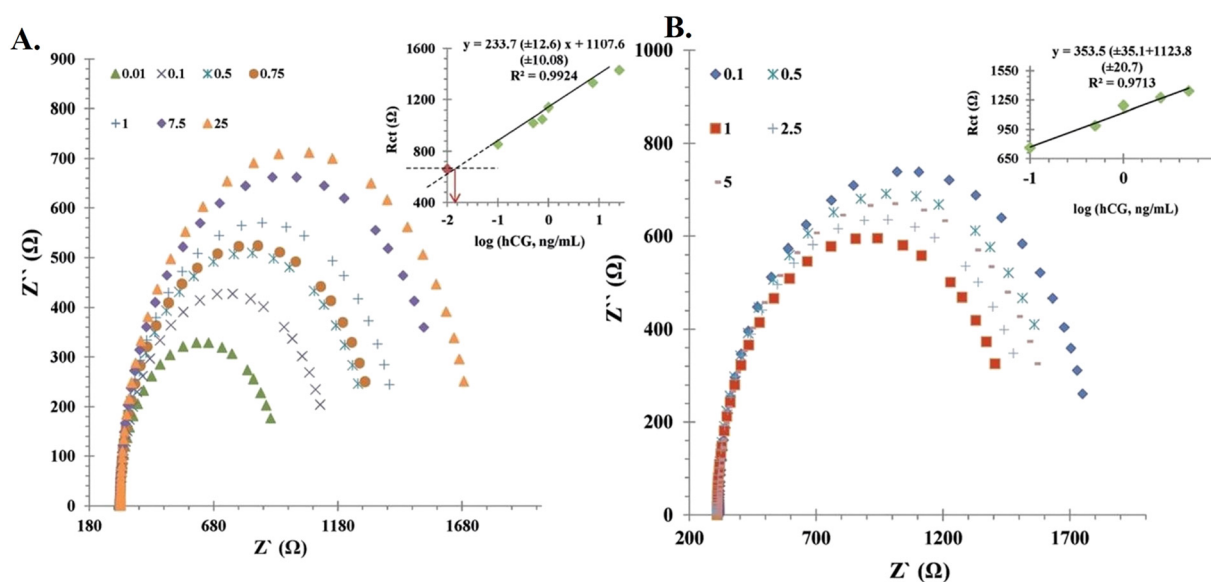 A.
900
800
700
600
500
400
300
200
100
0
180 680 1180 1680
Z`` (Ω)
Z` (Ω)
0.01 0.1 0.5 0.75
1 7.5 25
y = 233.7 (±12.6) x + 1107.6
(±10.08)
R² = 0.9924
1600
1200
800
400
-2 -1 0 1
Rct (Ω)
log (hCG, ng/mL)
B.
1000
800
600
400
200
0
200 700 1200 1700
Z`` (Ω)
Z` (Ω)
0.1 0.5
1 2.5
5
y = 353.5 (±35.1+1123.8
(±20.7)
R² = 0.9713
1550
1250
950
650
-1 0
Rct (Ω)
log (hCG, ng/mL)